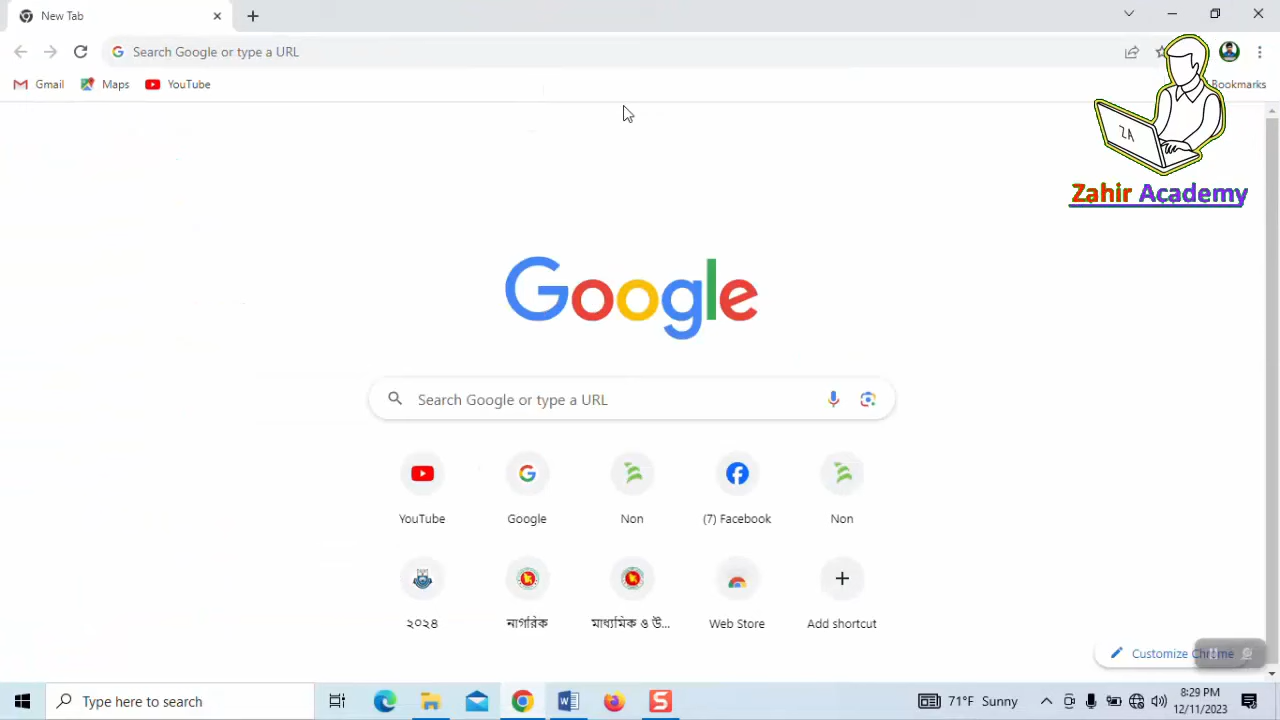 New Tab
Search Google or type a URL
Gmail
Maps
YouTube
Bookmarks
ZA
Zahir Academy
Google
Search Google or type a URL
YouTube
Google
Non
(7) Facebook
Non
২০২৪
নাগরিক
মাধ্যমিক ও উ...
Web Store
Add shortcut
Customize Chrome
Type here to search
71°F Sunny
8:29 PM
12/11/2023